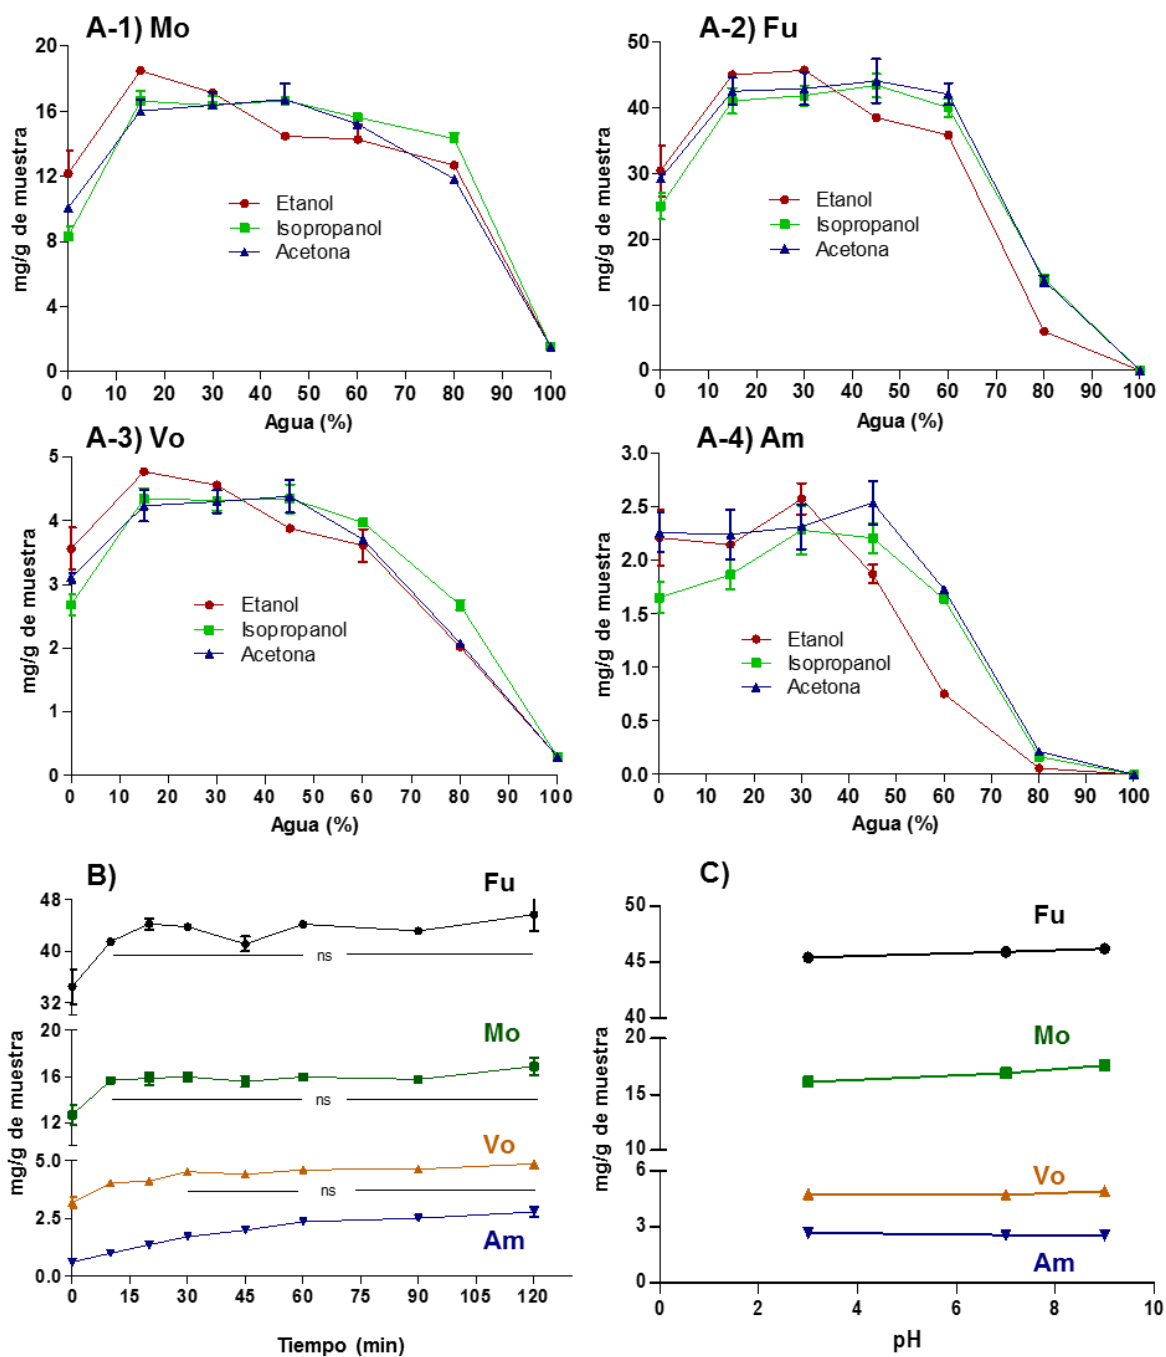 A-1) Mo
mg/g de muestra
20
16
12
8
4
0
Etanol
Isopropanol
Acetona
0 10 20 30 40 50 60 70 80 90 100
Agua (%)
A-2) Fu
mg/g de muestra
50
40
30
20
10
0
Etanol
Isopropanol
Acetona
0 10 20 30 40 50 60 70 80 90 100
Agua (%)
A-3) Vo
mg/g de muestra
5
4
3
2
1
0
Etanol
Isopropanol
Acetona
0 10 20 30 40 50 60 70 80 90 100
Agua (%)
A-4) Am
mg/g de muestra
3.0
2.5
2.0
1.5
1.0
0.5
0.0
Etanol
Isopropanol
Acetona
0 10 20 30 40 50 60 70 80 90 100
Agua (%)
B)
mg/g de muestra
Fu
48
40
32
ns
Mo
20
16
12
ns
Vo
5.0
2.5
0.0
ns
Am
0 15 30 45 60 75 90 105 120
Tiempo (min)
C)
mg/g de muestra
50
45
40
Fu
20
15
10
Mo
6
3
0
Vo
Am
0 2 4 6 8 10
pH